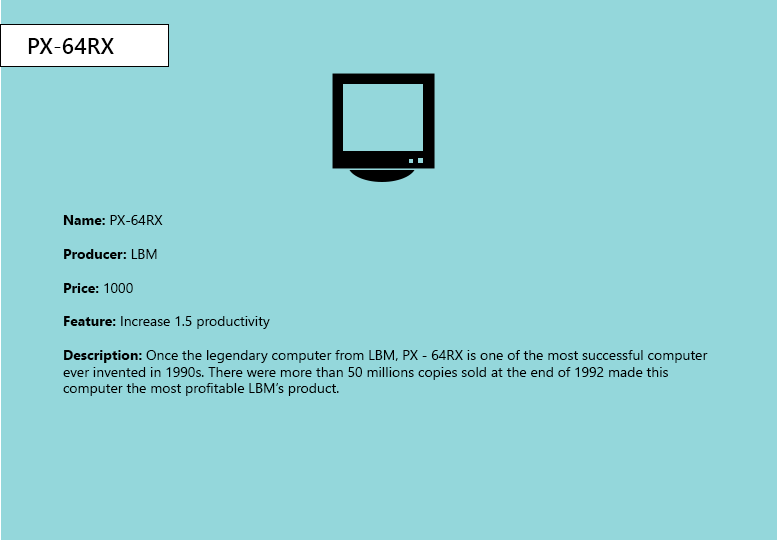 PX-64RX
Name: PX-64RX
Producer: LBM
Price: 1000
Feature: Increase 1.5 productivity
Description: Once the legendary computer from LBM, PX - 64RX is one of the most successful computer
ever invented in 1990s. There were more than 50 millions copies sold at the end of 1992 made this
computer the most profitable LBM's product.